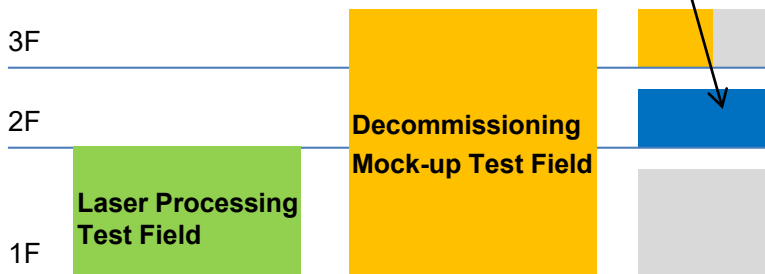 3F
2F
Decommissioning
Mock-up Test Field
Laser Processing
Test Field
1F